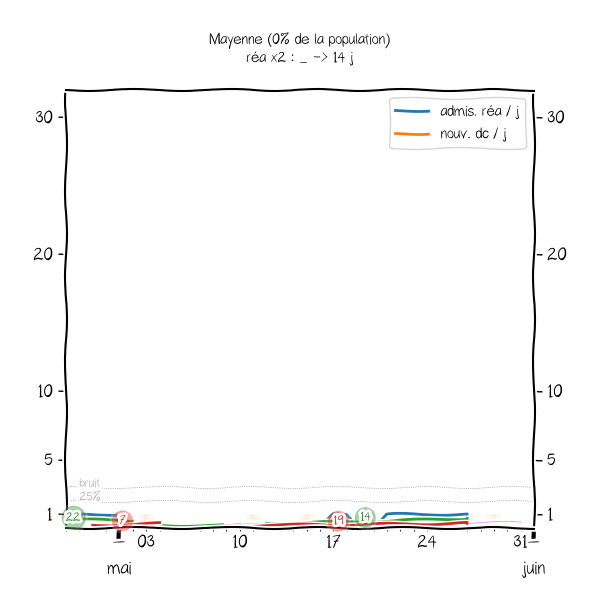 Mayenne (0% de la population)
réa x2 : _ -> 14 j
admis. réa / j
nouv. dc / j
30
30
20
20
10
10
5
5
bruit
25%
1
1
22
7
19
14
03
10
17
24
31
mai
juin